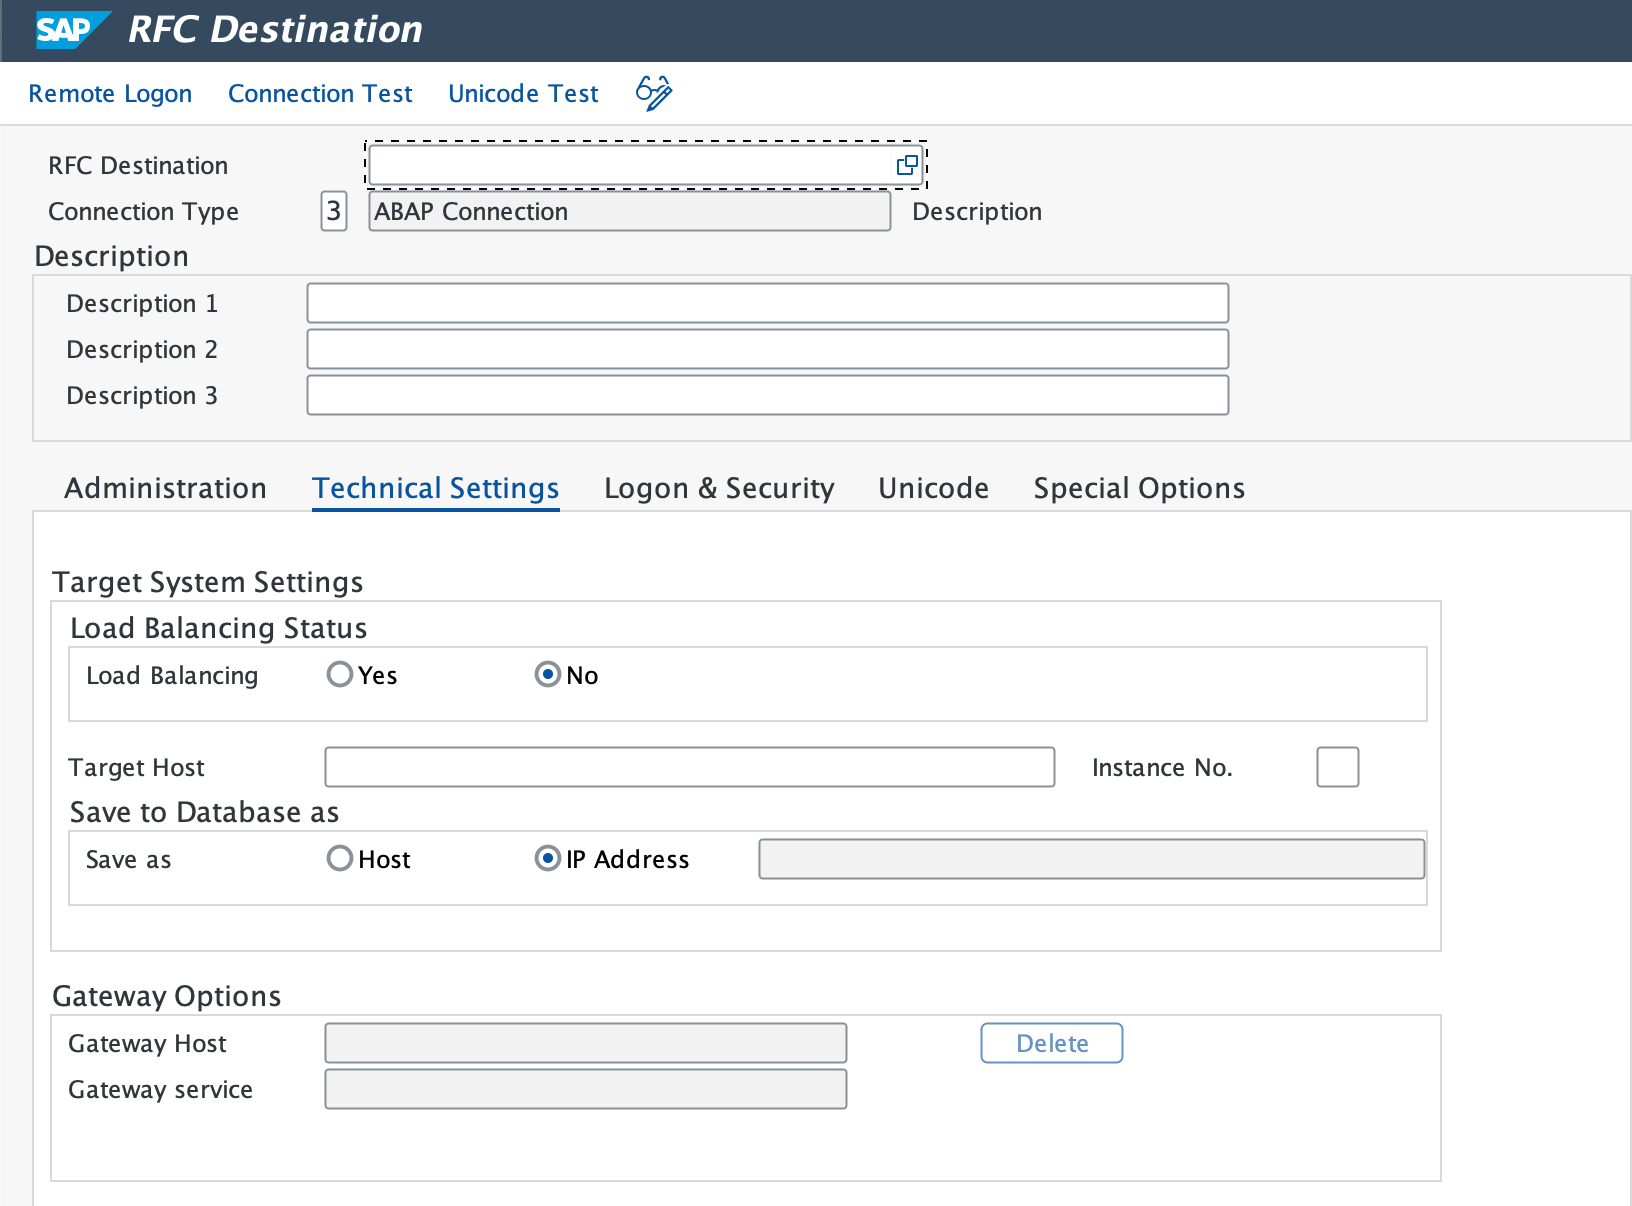 SAP RFC Destination
Remote Logon Connection Test Unicode Test
RFC Destination
Connection Type 3 ABAP Connection Description
Description
Description 1
Description 2
Description 3
Administration Technical Settings Logon & Security Unicode Special Options
Target System Settings
Load Balancing Status
Load Balancing Yes No
Target Host Instance No.
Save to Database as
Save as Host IP Address
Gateway Options
Gateway Host Delete
Gateway service